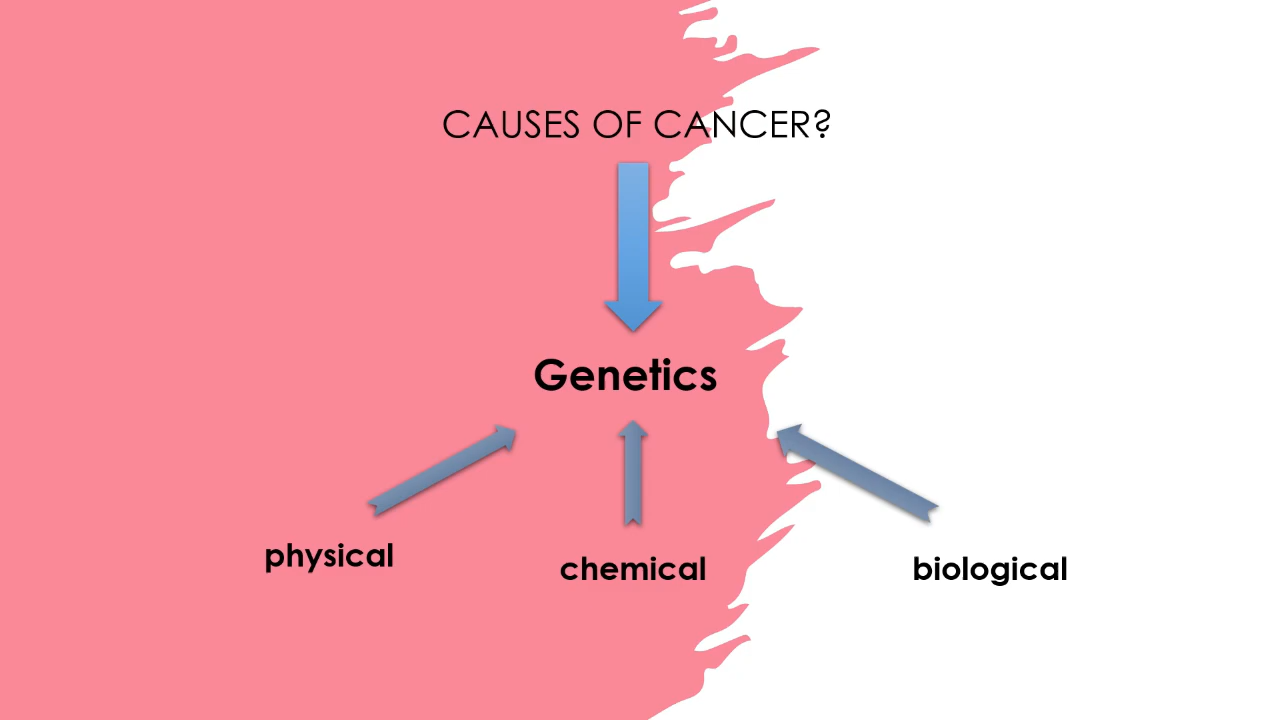 CAUSES OF CANCER?
Genetics
physical
chemical
biological